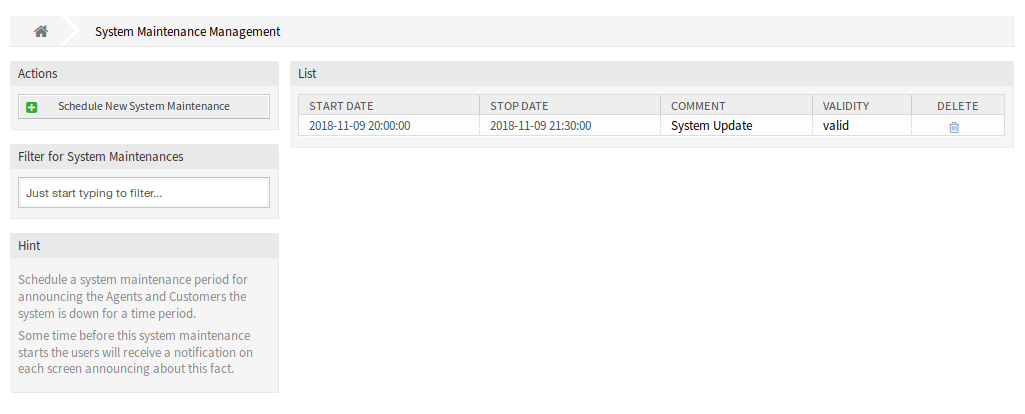 System Maintenance Management
Actions
Schedule New System Maintenance
Filter for System Maintenances
Just start typing to filter...
Hint
Schedule a system maintenance period for
announcing the Agents and Customers the
system is down for a time period.
Some time before this system maintenance
starts the users will receive a notification on
each screen announcing about this fact.
List
START DATE STOP DATE COMMENT VALIDITY DELETE
2018-11-09 20:00:00 2018-11-09 21:30:00 System Update valid